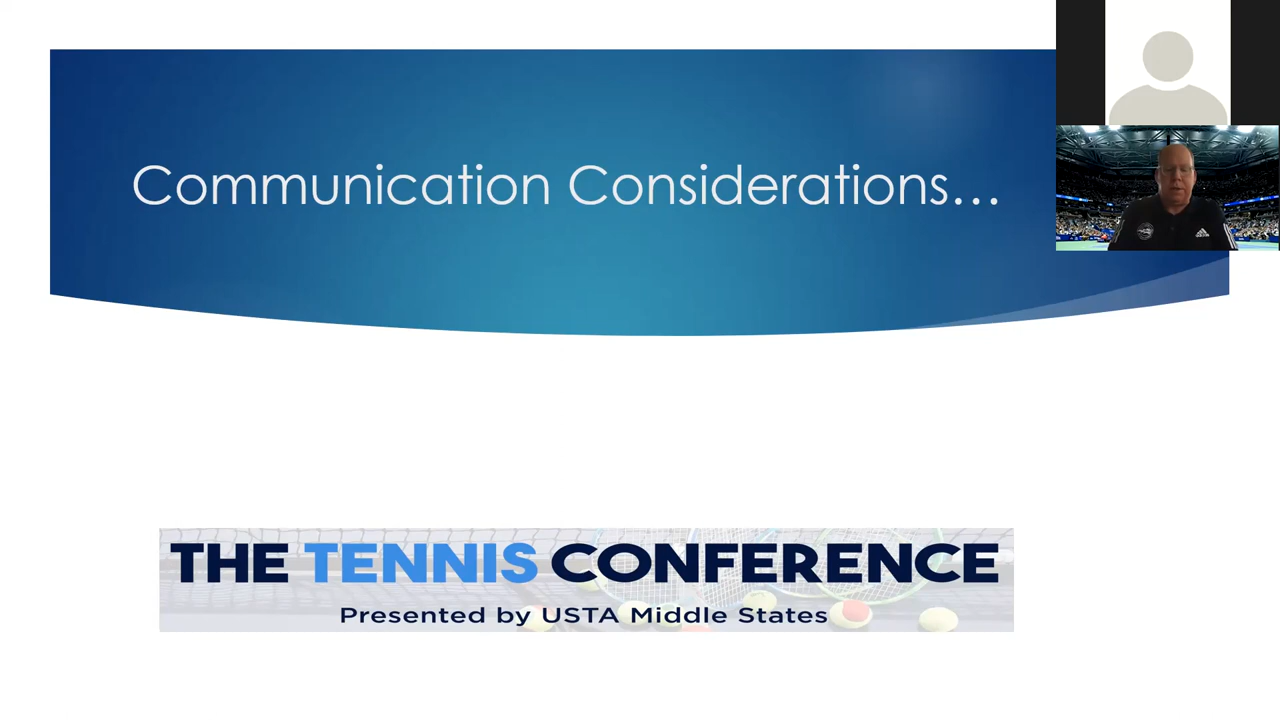 Communication Considerations…
THE TENNIS CONFERENCE
Presented by USTA Middle States